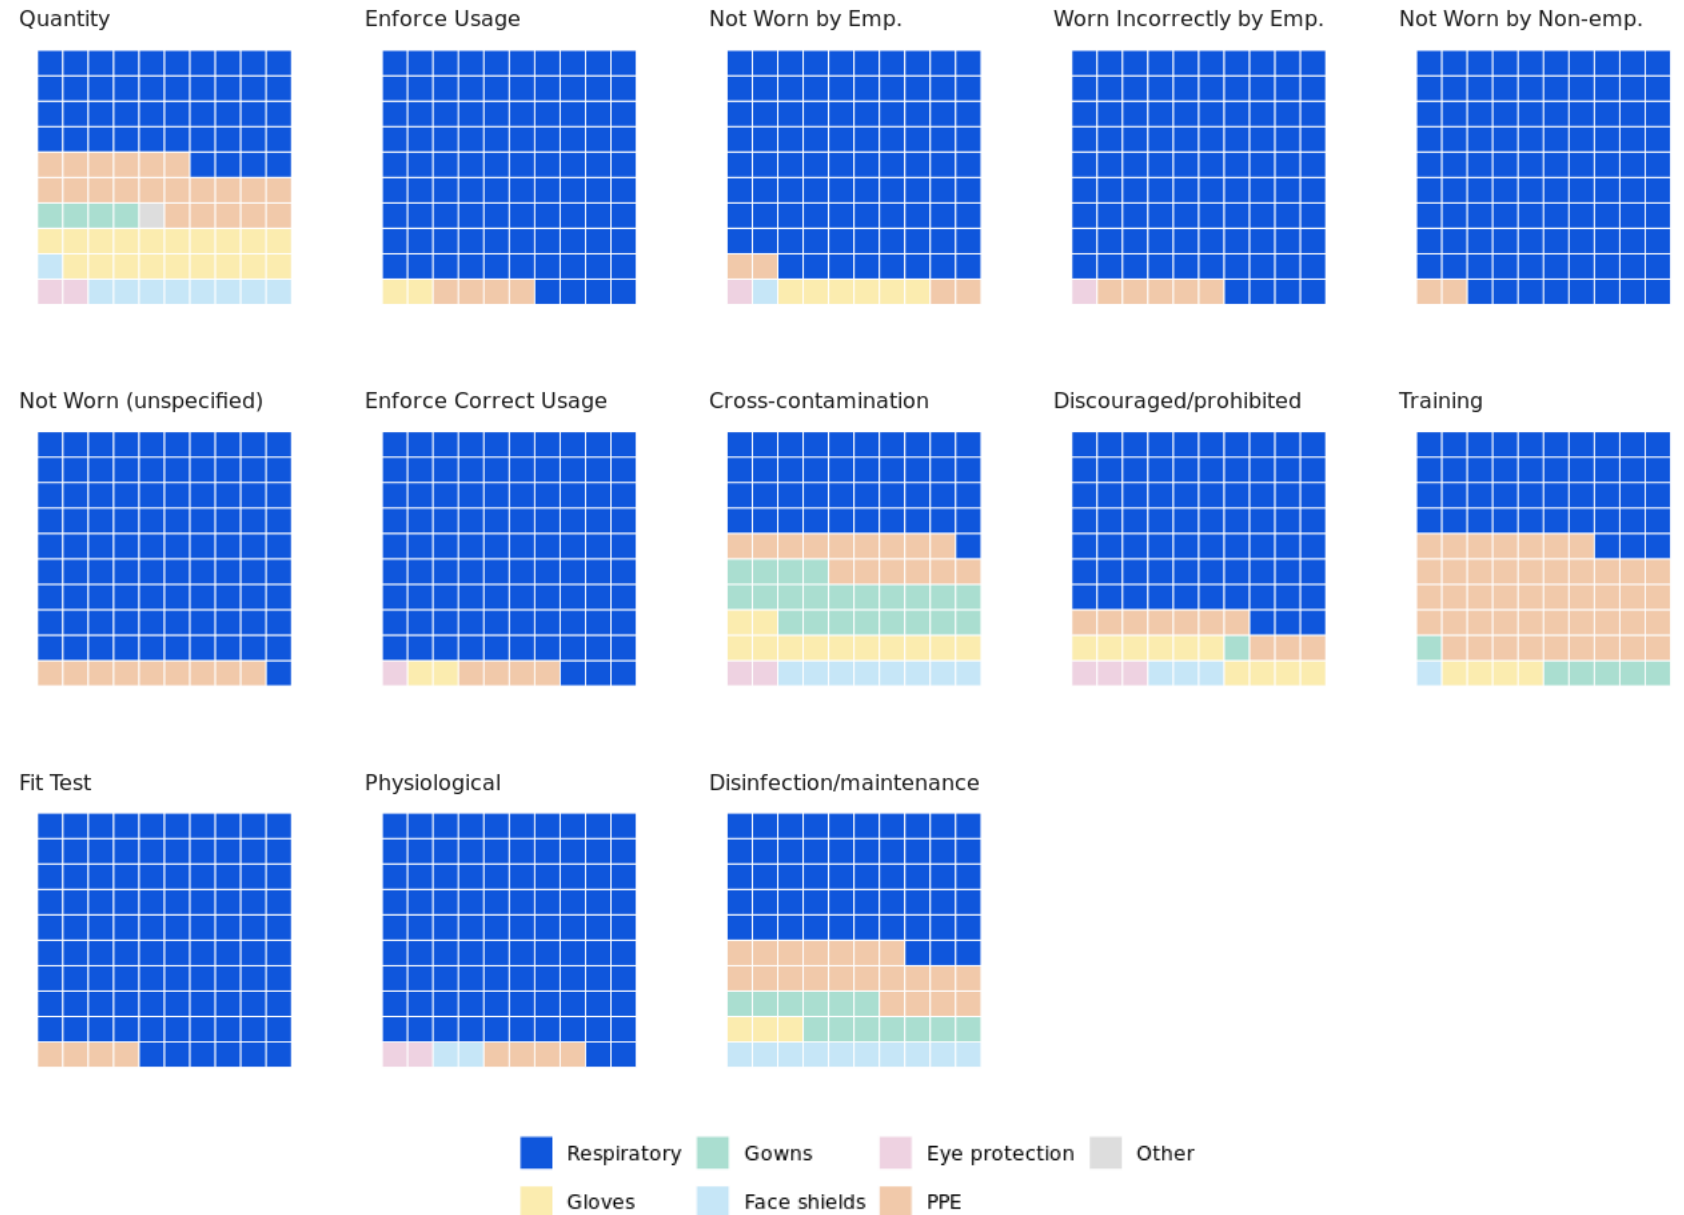 Quantity
Enforce Usage
Not Worn by Emp.
Worn Incorrectly by Emp.
Not Worn by Non-emp.
Not Worn (unspecified)
Enforce Correct Usage
Cross-contamination
Discouraged/prohibited
Training
Fit Test
Physiological
Disinfection/maintenance
Respiratory
Gowns
Eye protection
Other
Gloves
Face shields
PPE